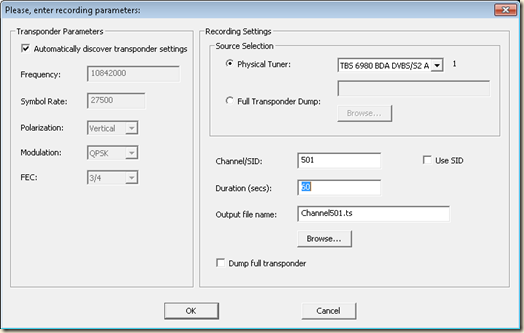 Please, enter recording parameters:
Transponder Parameters
Automatically discover transponder settings
Frequency: 10842000
Symbol Rate: 27500
Polarization: Vertical
Modulation: QPSK
FEC: 3/4
Recording Settings
Source Selection
Physical Tuner: TBS 6980 BDA DVBS/S2 A 1
Full Transponder Dump:
Browse...
Channel/SID: 501 Use SID
Duration (secs): 60
Output file name: Channel501.ts
Browse...
Dump full transponder
OK Cancel